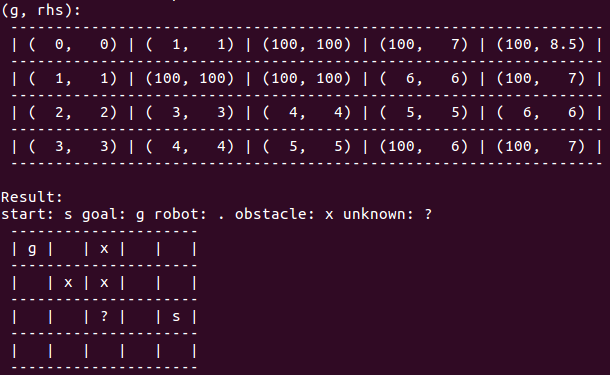 (g, rhs):
---------------------------------------------------------------------
| (  0,   0) | (  1,   1) | (100, 100) | (100,   7) | (100, 8.5) |
---------------------------------------------------------------------
| (  1,   1) | (100, 100) | (100, 100) | (  6,   6) | (100,   7) |
---------------------------------------------------------------------
| (  2,   2) | (  3,   3) | (  4,   4) | (  5,   5) | (  6,   6) |
---------------------------------------------------------------------
| (  3,   3) | (  4,   4) | (  5,   5) | (100,   6) | (100,   7) |
---------------------------------------------------------------------
Result:
start: s goal: g robot: . obstacle: x unknown: ?
---------------------
| g |   | x |   |   |
---------------------
|   | x | x |   |   |
---------------------
|   |   | ? |   | s |
---------------------
|   |   |   |   |   |
---------------------